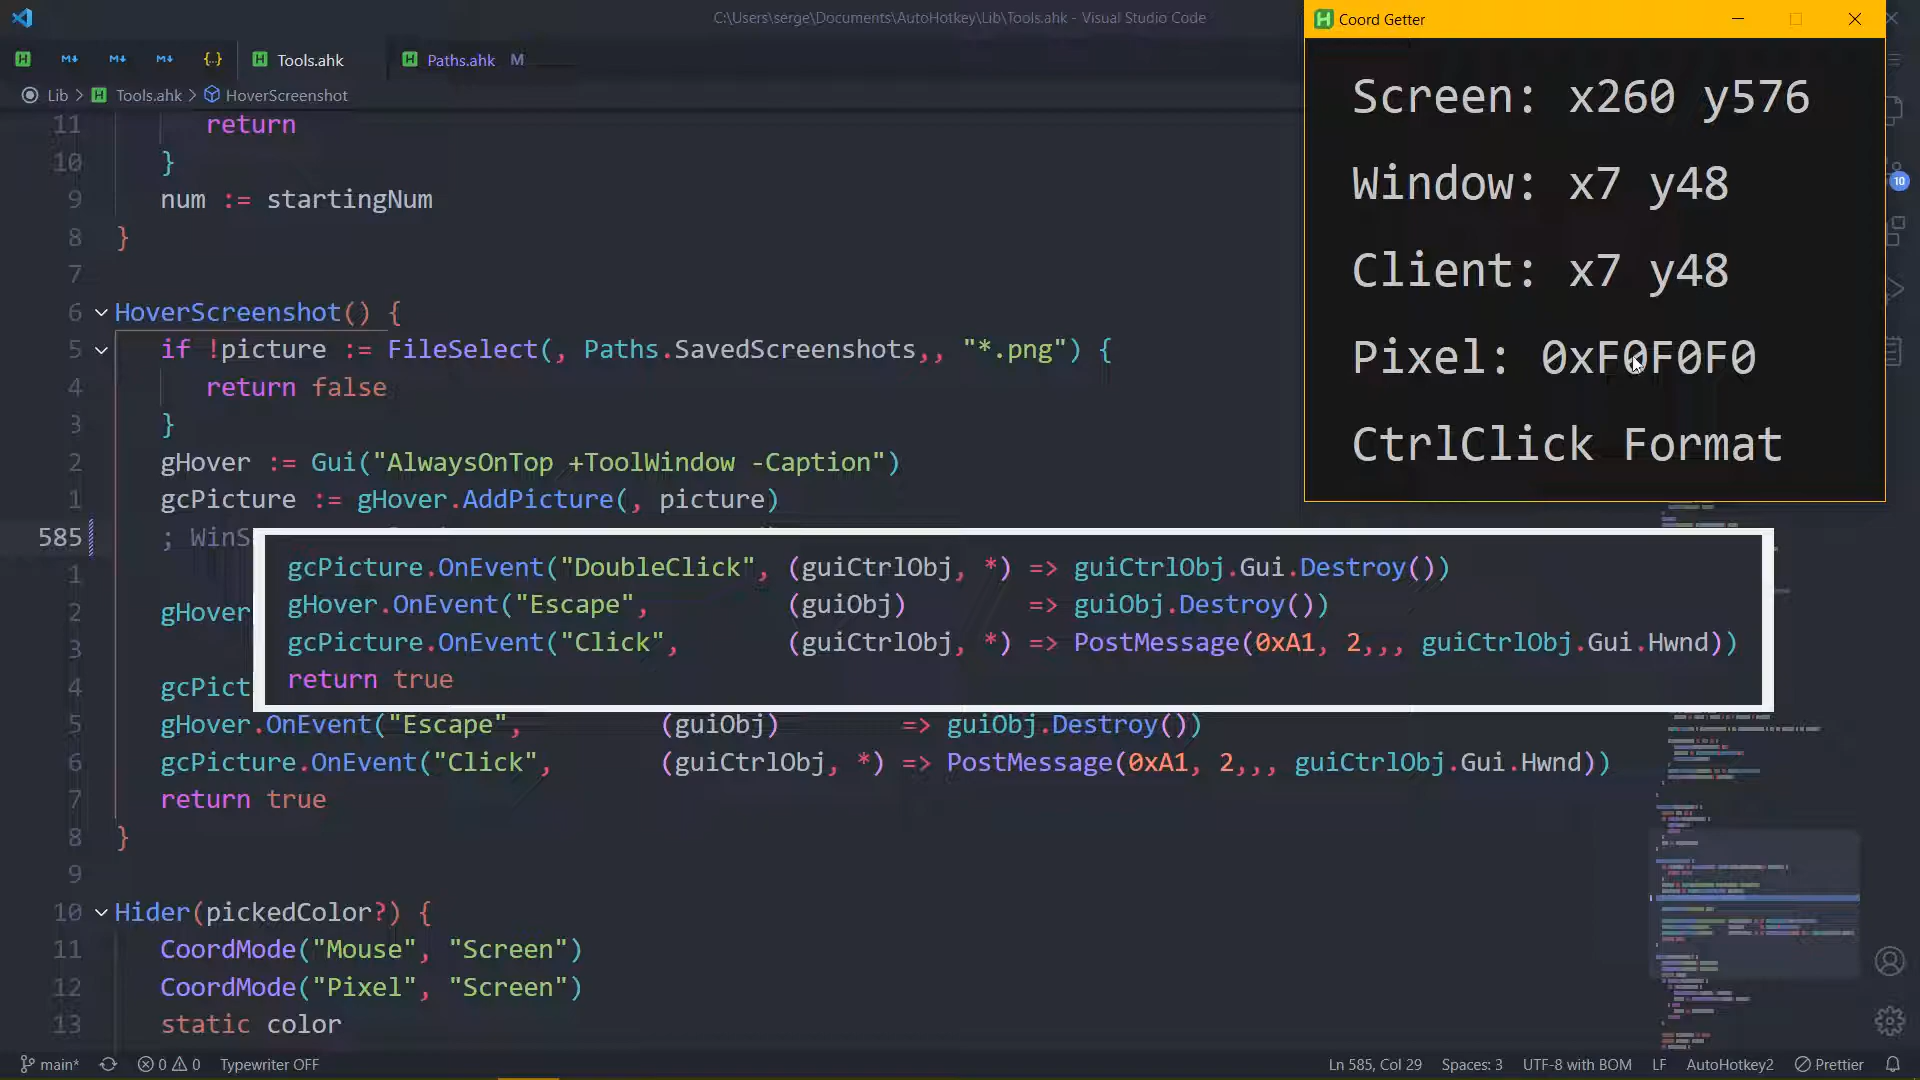 C:\Users\serge\Documents\AutoHotkey\Lib\Tools.ahk - Visual Studio Code
Tools.ahk
Paths.ahk M
Lib > Tools.ahk > HoverScreenshot
11 return
10 }
9 num := startingNum
8 }
7
6 HoverScreenshot() {
5 if !picture := FileSelect(, Paths.SavedScreenshots,, "*.png") {
4 return false
3 }
2 gHover := Gui("AlwaysOnTop +ToolWindow -Caption")
1 gcPicture := gHover.AddPicture(, picture)
585 ; WinS
1
2 gHover
3
4 gcPict
5 gHover.OnEvent("Escape", (guiObj) => guiObj.Destroy())
6 gcPicture.OnEvent("Click", (guiCtrlObj, *) => PostMessage(0xA1, 2,,, guiCtrlObj.Gui.Hwnd))
7 return true
8 }
9
10 Hider(pickedColor?) {
11 CoordMode("Mouse", "Screen")
12 CoordMode("Pixel", "Screen")
13 static color
gcPicture.OnEvent("DoubleClick", (guiCtrlObj, *) => guiCtrlObj.Gui.Destroy())
gHover.OnEvent("Escape", (guiObj) => guiObj.Destroy())
gcPicture.OnEvent("Click", (guiCtrlObj, *) => PostMessage(0xA1, 2,,, guiCtrlObj.Gui.Hwnd))
return true
Coord Getter
Screen: x260 y576
Window: x7 y48
Client: x7 y48
Pixel: 0xF0F0F0
CtrlClick Format
10
main* 0 0 Typewriter OFF
Ln 585, Col 29 Spaces: 3 UTF-8 with BOM LF AutoHotkey2 Prettier